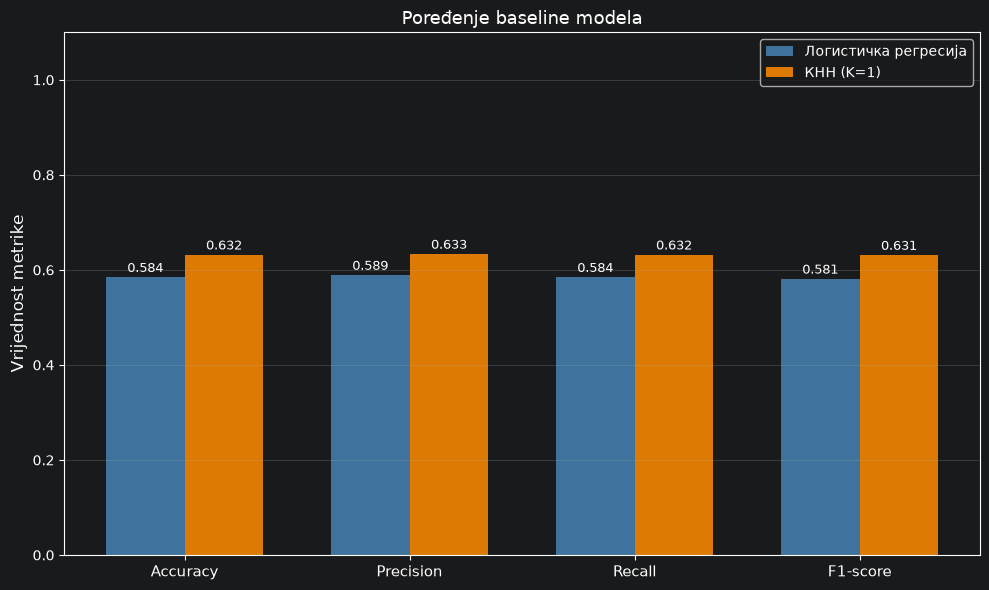 Poređenje baseline modela
Логистичка регресија
КНН (K=1)
Vrijednost metrike
1.0
0.8
0.6
0.4
0.2
0.0
0.584
0.632
0.589
0.633
0.584
0.632
0.581
0.631
Accuracy
Precision
Recall
F1-score